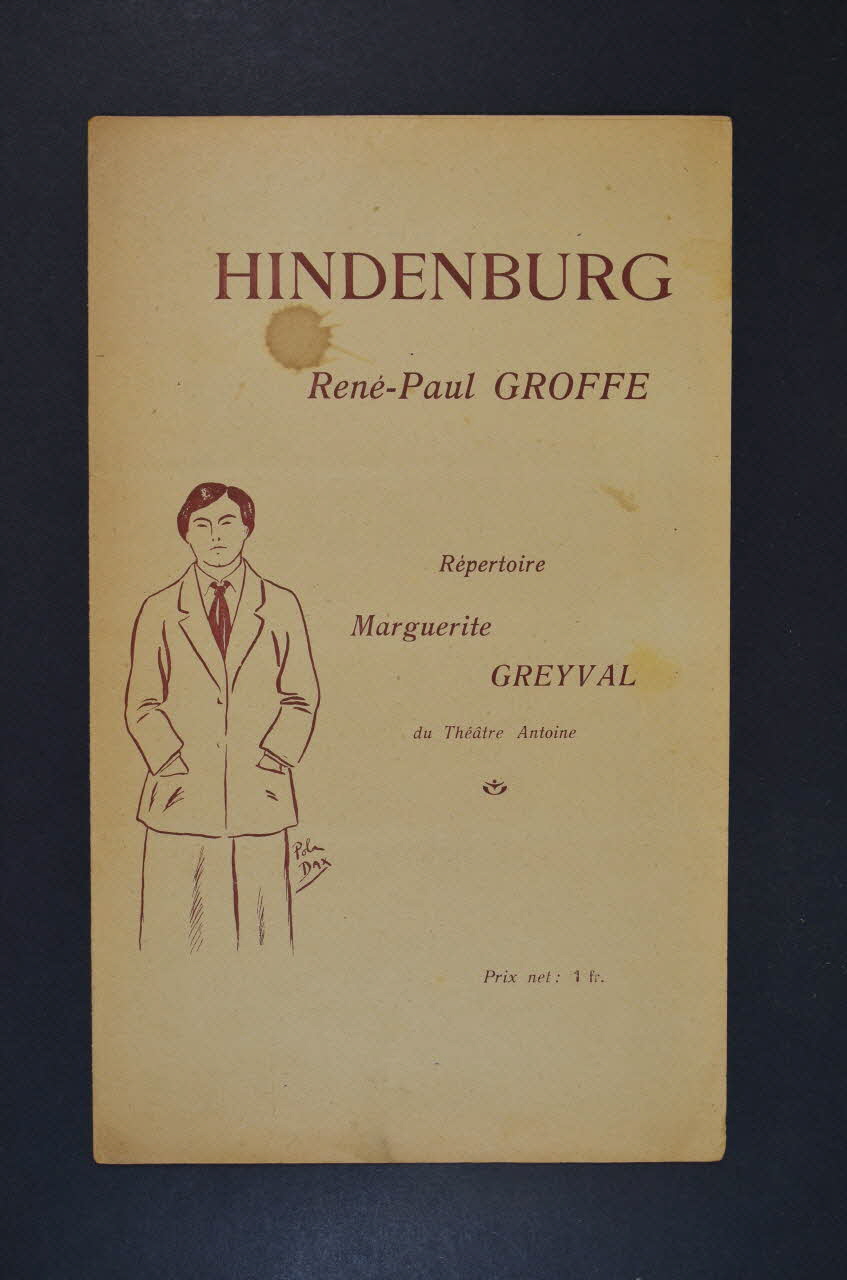 HINDENBURG
René-Paul GROFFE
Répertoire
Marguerite
GREYVAL
du Théâtre Antoine
Pola
Dax
Prix net : 1 fr.